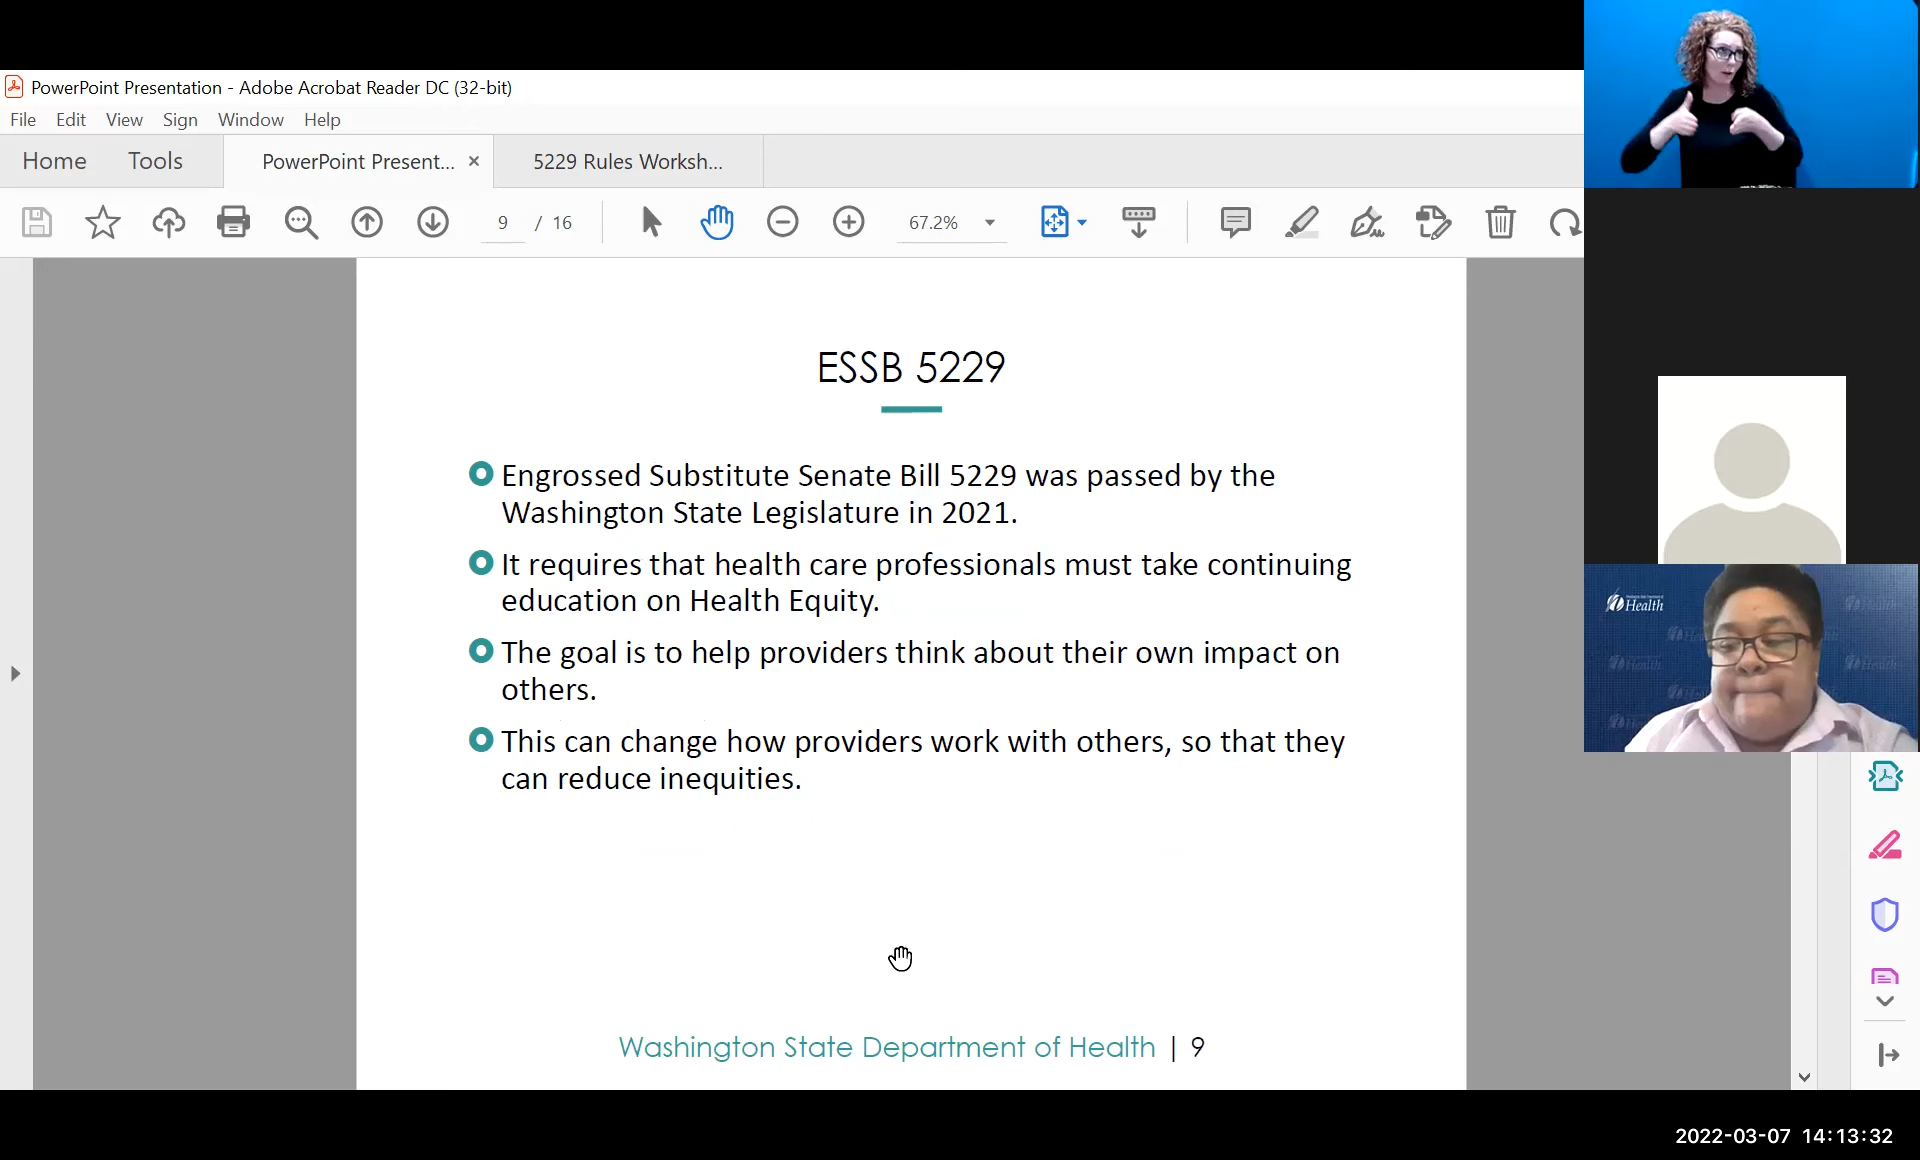 PowerPoint Presentation - Adobe Acrobat Reader DC (32-bit)
File Edit View Sign Window Help
Home Tools PowerPoint Present... × 5229 Rules Worksh...
9 / 16 67.2%
ESSB 5229
Engrossed Substitute Senate Bill 5229 was passed by the
Washington State Legislature in 2021.
It requires that health care professionals must take continuing
education on Health Equity.
The goal is to help providers think about their own impact on
others.
This can change how providers work with others, so that they
can reduce inequities.
Washington State Department of Health | 9
Health
2022-03-07 14:13:32